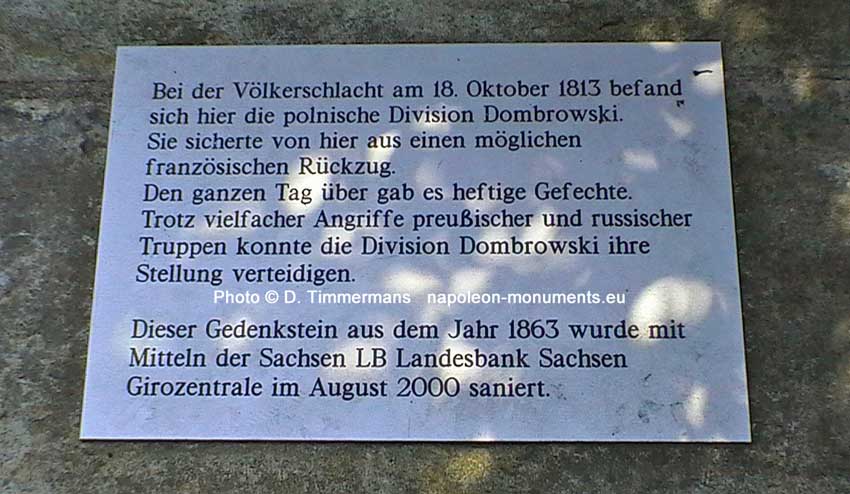 Bei der Völkerschlacht am 18. Oktober 1813 befand
sich hier die polnische Division Dombrowski.
Sie sicherte von hier aus einen möglichen
französischen Rückzug.
Den ganzen Tag über gab es heftige Gefechte.
Trotz vielfacher Angriffe preußischer und russischer
Truppen konnte die Division Dombrowski ihre
Stellung verteidigen.
Photo © D. Timmermans napoleon-monuments.eu
Dieser Gedenkstein aus dem Jahr 1863 wurde mit
Mitteln der Sachsen LB Landesbank Sachsen
Girozentrale im August 2000 saniert.